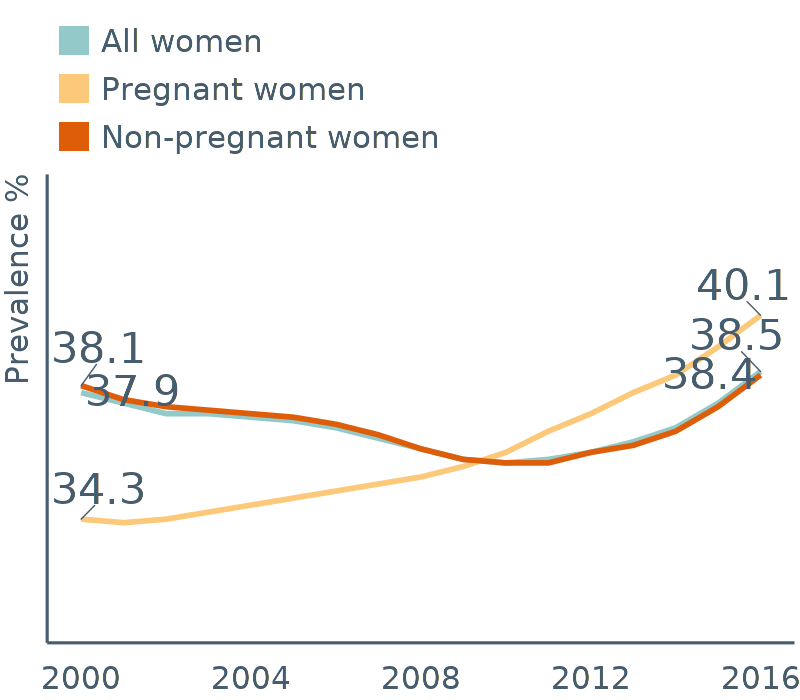 All women
Pregnant women
Non-pregnant women
Prevalence %
40.1
38.5
38.1
38.4
37.9
34.3
2000 2004 2008 2012 2016